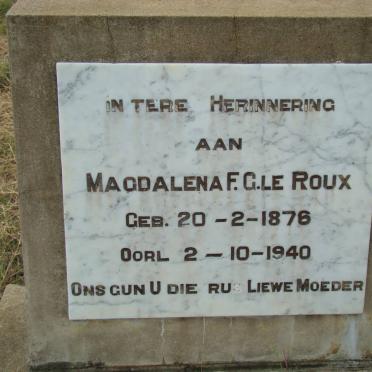 In tere Herinnering
aan
Magdalena F. G. le Roux
Geb. 20-2-1876
Oorl 2-10-1940
Ons gun U die rus Liewe Moeder